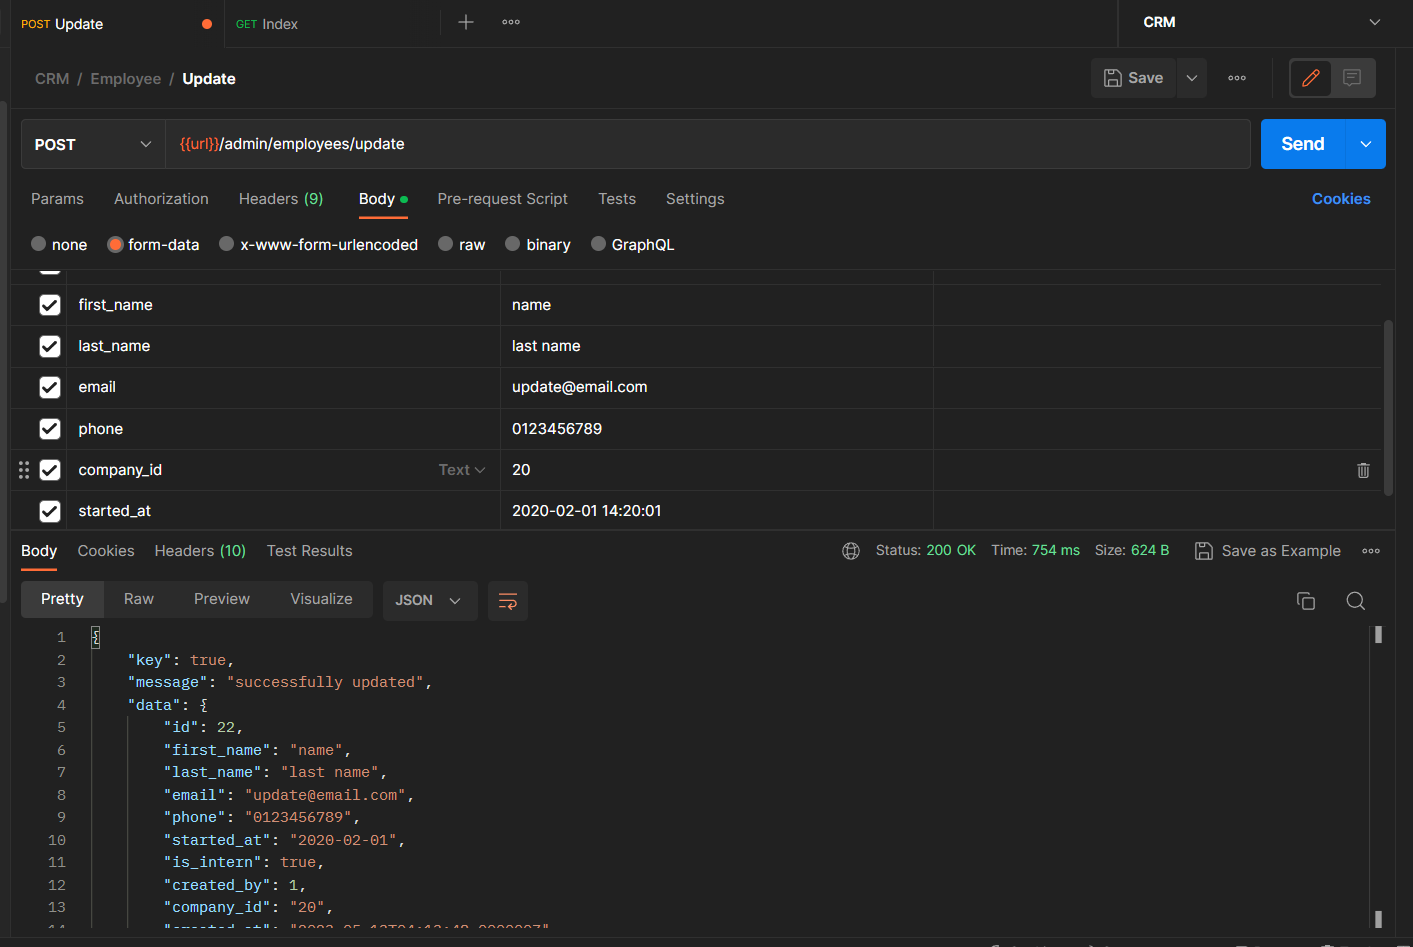 POST Update
GET Index
CRM
CRM / Employee / Update
Save
POST
{{url}}/admin/employees/update
Send
Params Authorization Headers (9) Body Pre-request Script Tests Settings Cookies
none form-data x-www-form-urlencoded raw binary GraphQL
first_name name
last_name last name
email update@email.com
phone 0123456789
company_id Text 20
started_at 2020-02-01 14:20:01
Body Cookies Headers (10) Test Results Status: 200 OK Time: 754 ms Size: 624 B Save as Example
Pretty Raw Preview Visualize JSON
1 {
2 "key": true,
3 "message": "successfully updated",
4 "data": {
5 "id": 22,
6 "first_name": "name",
7 "last_name": "last name",
8 "email": "update@email.com",
9 "phone": "0123456789",
10 "started_at": "2020-02-01",
11 "is_intern": true,
12 "created_by": 1,
13 "company_id": "20",